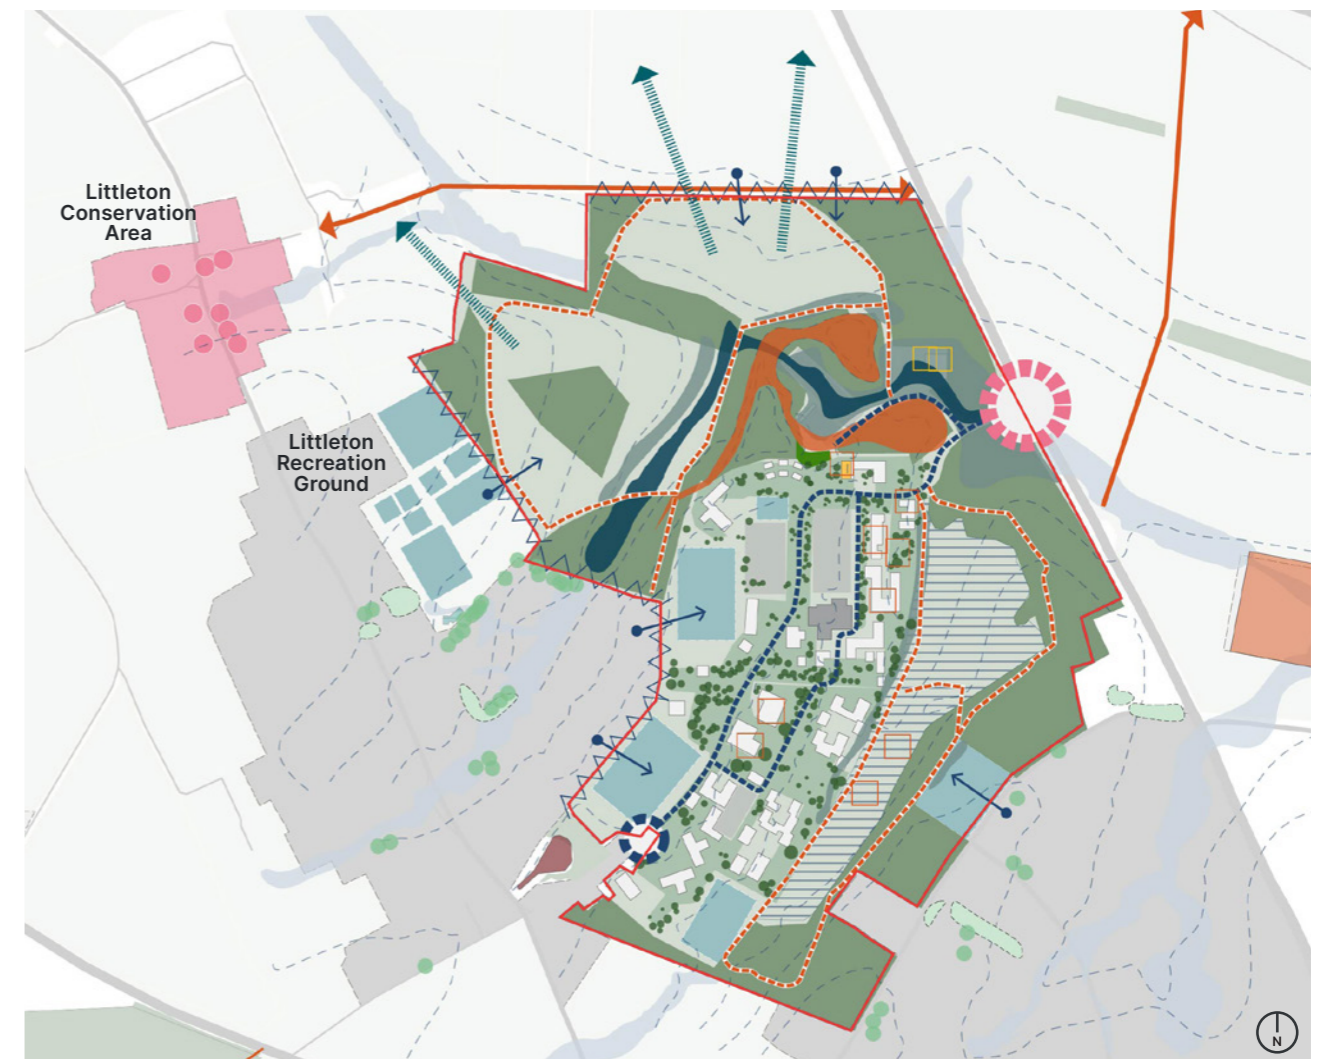 Littleton
Conservation
Area
Littleton
Recreation
Ground
N